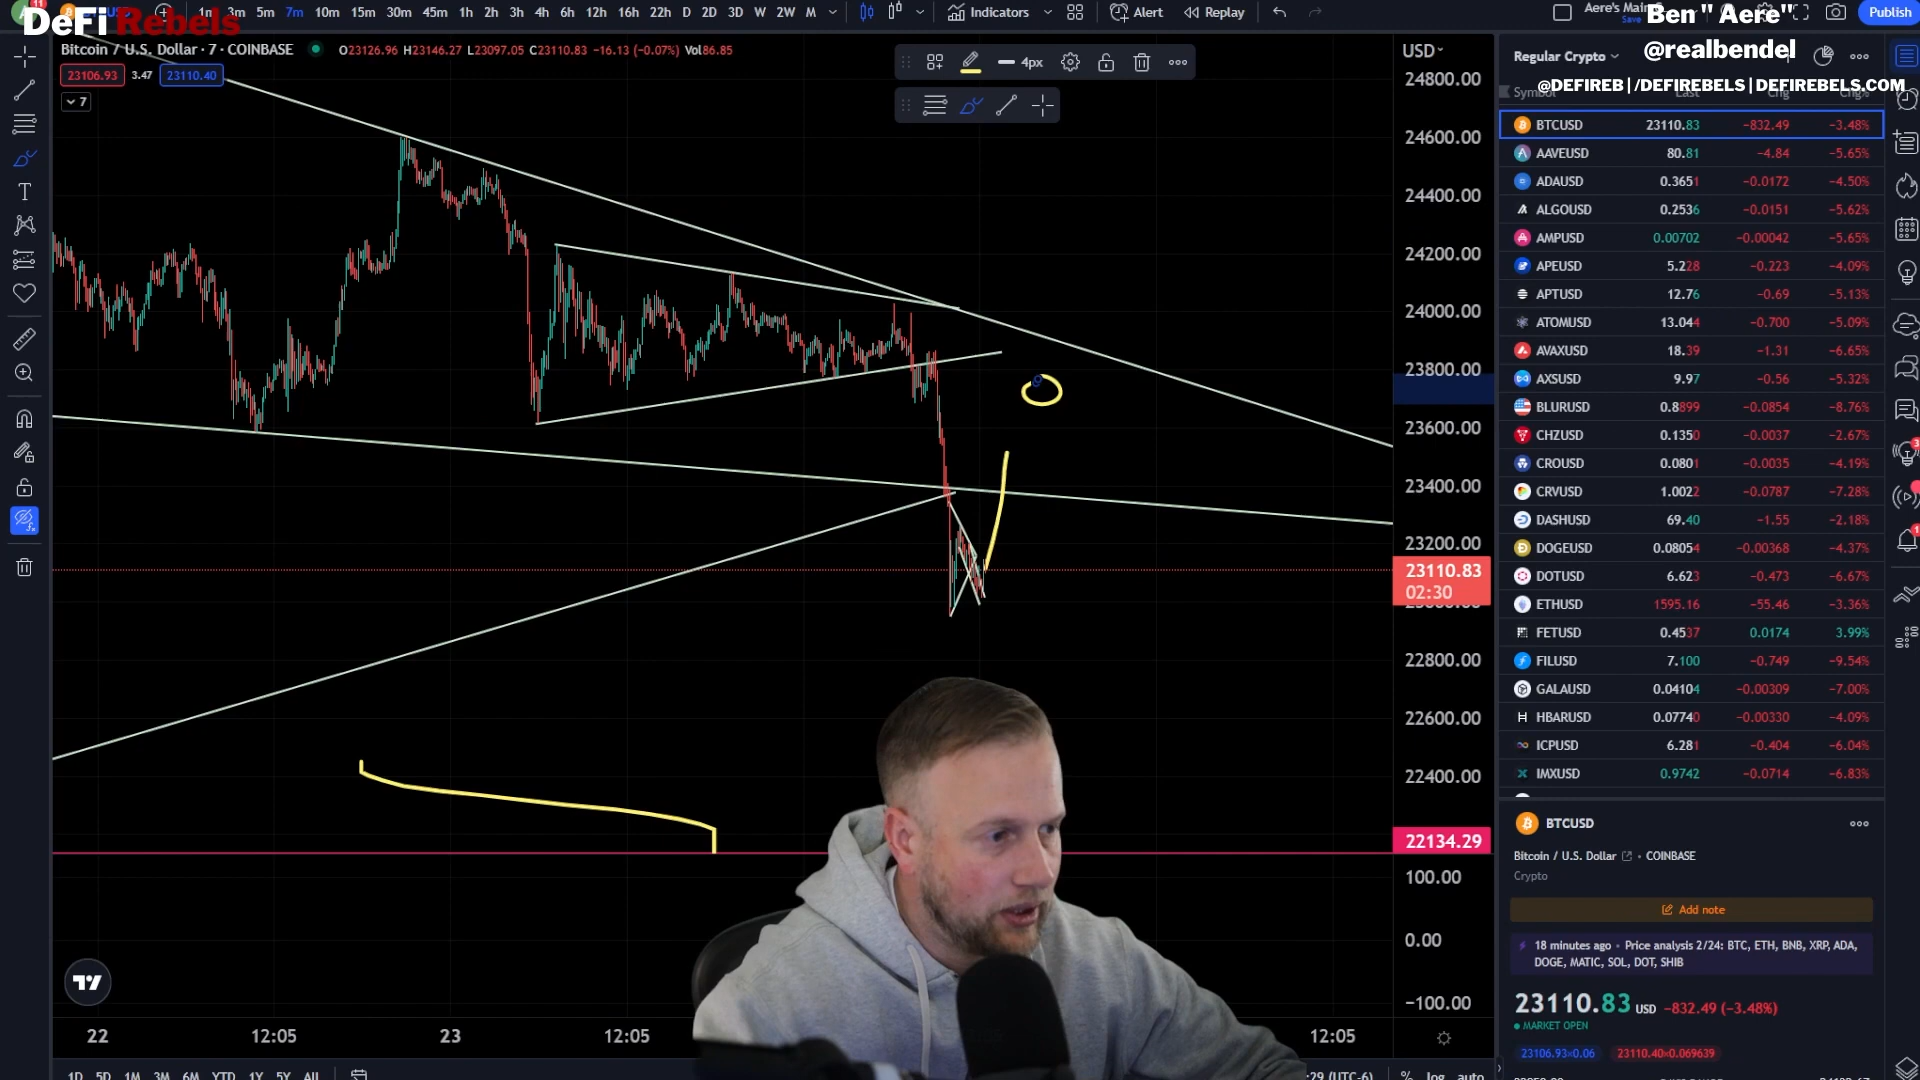 DeFi Rebels
1m 3m 5m 7m 10m 15m 30m 45m 1h 2h 3h 4h 6h 12h 16h 22h D 2D 3D W 2W M Indicators Alert Replay Aere's Main Save Publish
Ben "Aere"
@realbendel
@DEFIREB | /DEFIREBELS | DEFIREBELS.COM
Bitcoin / U.S. Dollar · 7 · COINBASE O23126.96 H23146.27 L23097.05 C23110.83 −16.13 (−0.07%) Vol86.85
23106.93 3.47 23110.40
7
4px
USD
24800.00
24600.00
24400.00
24200.00
24000.00
23800.00
23600.00
23400.00
23200.00
23110.83
02:30
22800.00
22600.00
22400.00
22134.29
100.00
0.00
−100.00
22 12:05 23 12:05 12:05
1D 5D 1M 3M 6M YTD 1Y 5Y All :29 (UTC-6) % log auto
Regular Crypto
Symbol Last Chg Chg%
BTCUSD 23110.83 −832.49 −3.48%
AAVEUSD 80.81 −4.84 −5.65%
ADAUSD 0.3651 −0.0172 −4.50%
ALGOUSD 0.2536 −0.0151 −5.62%
AMPUSD 0.00702 −0.00042 −5.65%
APEUSD 5.228 −0.223 −4.09%
APTUSD 12.76 −0.69 −5.13%
ATOMUSD 13.044 −0.700 −5.09%
AVAXUSD 18.39 −1.31 −6.65%
AXSUSD 9.97 −0.56 −5.32%
BLURUSD 0.8899 −0.0854 −8.76%
CHZUSD 0.1350 −0.0037 −2.67%
CROUSD 0.0801 −0.0035 −4.19%
CRVUSD 1.0022 −0.0787 −7.28%
DASHUSD 69.40 −1.55 −2.18%
DOGEUSD 0.08054 −0.00368 −4.37%
DOTUSD 6.623 −0.473 −6.67%
ETHUSD 1595.16 −55.46 −3.36%
FETUSD 0.4537 0.0174 3.99%
FILUSD 7.100 −0.749 −9.54%
GALAUSD 0.04104 −0.00309 −7.00%
HBARUSD 0.07740 −0.00330 −4.09%
ICPUSD 6.281 −0.404 −6.04%
IMXUSD 0.9742 −0.0714 −6.83%
BTCUSD
Bitcoin / U.S. Dollar · COINBASE
Crypto
Add note
18 minutes ago · Price analysis 2/24: BTC, ETH, BNB, XRP, ADA,
DOGE, MATIC, SOL, DOT, SHIB
23110.83 USD −832.49 (−3.48%)
MARKET OPEN
23106.93×0.06 23110.40×0.069639